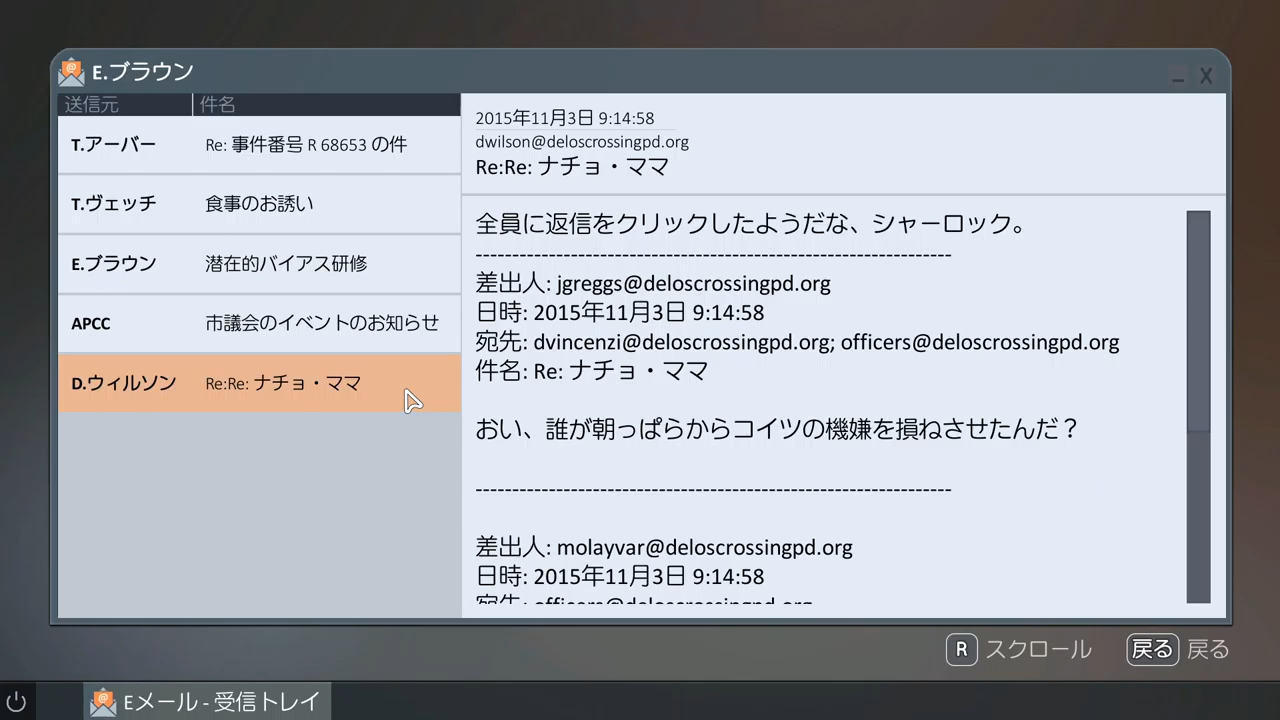 E.ブラウン
送信元 件名
T.アーバー Re: 事件番号 R 68653 の件
T.ヴェッチ 食事のお誘い
E.ブラウン 潜在的バイアス研修
APCC 市議会のイベントのお知らせ
D.ウィルソン Re:Re: ナチョ・ママ
2015年11月3日 9:14:58
dwilson@deloscrossingpd.org
Re:Re: ナチョ・ママ
全員に返信をクリックしたようだな、シャーロック。
----------------------------------------------------------------
差出人: jgreggs@deloscrossingpd.org
日時: 2015年11月3日 9:14:58
宛先: dvincenzi@deloscrossingpd.org; officers@deloscrossingpd.org
件名: Re: ナチョ・ママ
おい、誰が朝っぱらからコイツの機嫌を損ねさせたんだ？
----------------------------------------------------------------
差出人: molayvar@deloscrossingpd.org
日時: 2015年11月3日 9:14:58
宛先: officers@deloscrossingpd.org
R スクロール 戻る 戻る
Eメール - 受信トレイ